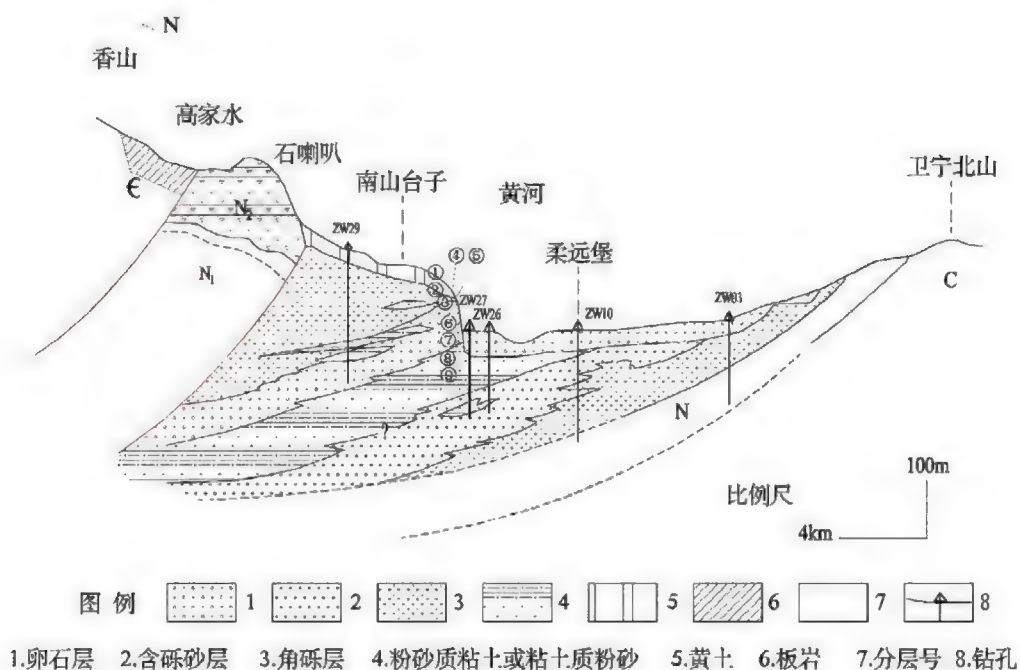 N
香山
高家水
石喇叭
南山台子
黄河
卫宁北山
柔远堡
Є
N₂
N₁
ZW29
① ④ ⑤
②
③ ZW27
ZW26
ZW10
ZW03
⑥
⑦
⑧
⑨
C
N
?
100m
比例尺
4km
图 例 1 2 3 4 5 6 7 8
1.卵石层 2.含砾砂层 3.角砾层 4.粉砂质粘土或粘土质粉砂 5.黄土 6.板岩 7.分层号 8.钻孔